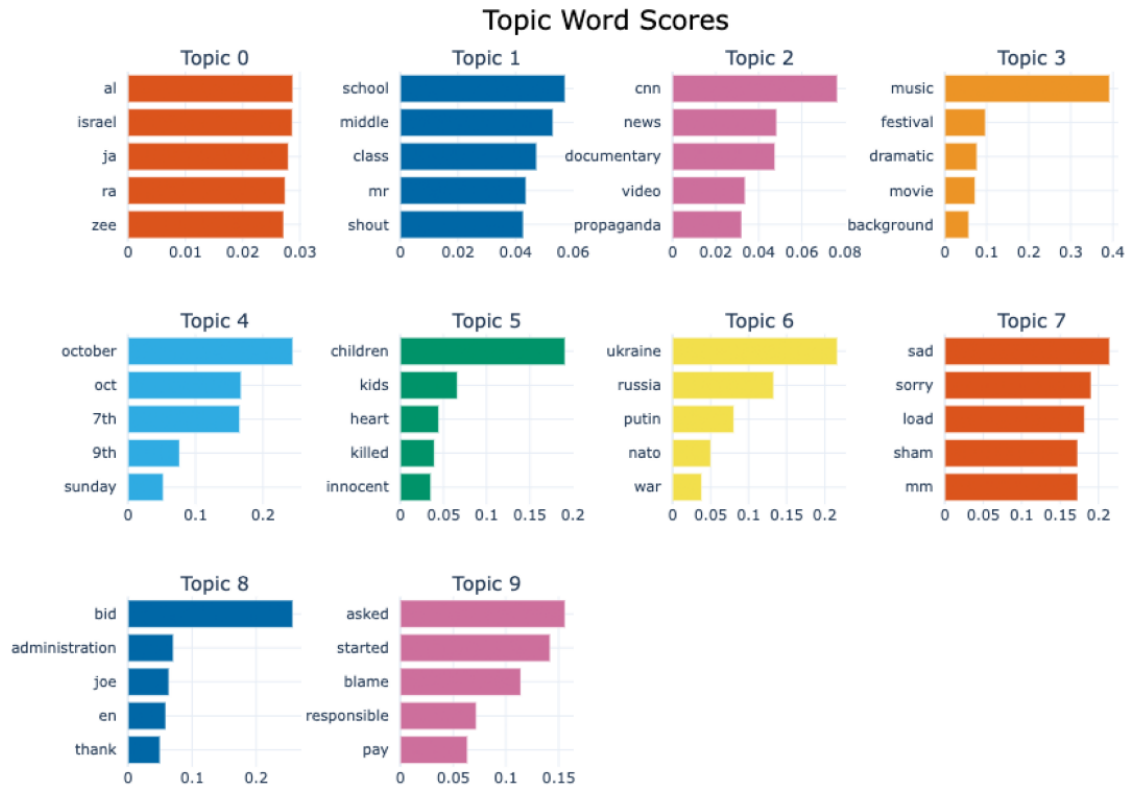 Topic Word Scores
Topic 0
al
israel
ja
ra
zee
0 0.01 0.02 0.03
Topic 1
school
middle
class
mr
shout
0 0.02 0.04 0.06
Topic 2
cnn
news
documentary
video
propaganda
0 0.02 0.04 0.06 0.08
Topic 3
music
festival
dramatic
movie
background
0 0.1 0.2 0.3 0.4
Topic 4
october
oct
7th
9th
sunday
0 0.1 0.2
Topic 5
children
kids
heart
killed
innocent
0 0.05 0.1 0.15 0.2
Topic 6
ukraine
russia
putin
nato
war
0 0.05 0.1 0.15 0.2
Topic 7
sad
sorry
load
sham
mm
0 0.05 0.1 0.15 0.2
Topic 8
bid
administration
joe
en
thank
0 0.1 0.2
Topic 9
asked
started
blame
responsible
pay
0 0.05 0.1 0.15